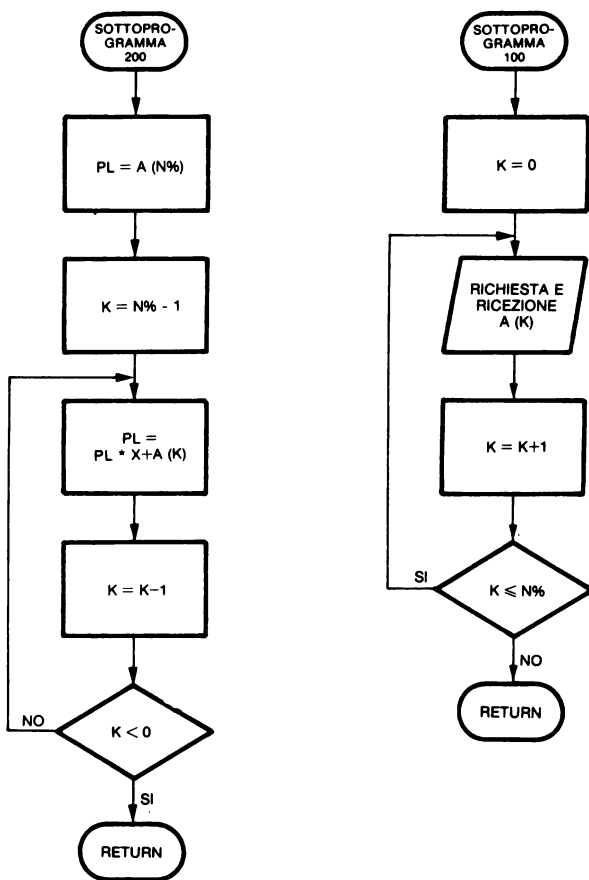 SOTTOPRO-
GRAMMA
200
PL = A (N%)
K = N% - 1
PL =
PL * X+A (K)
K = K-1
NO
K < 0
SI
RETURN
SOTTOPRO-
GRAMMA
100
K = 0
RICHIESTA E
RICEZIONE
A (K)
K = K+1
SI
K ⩽ N%
NO
RETURN